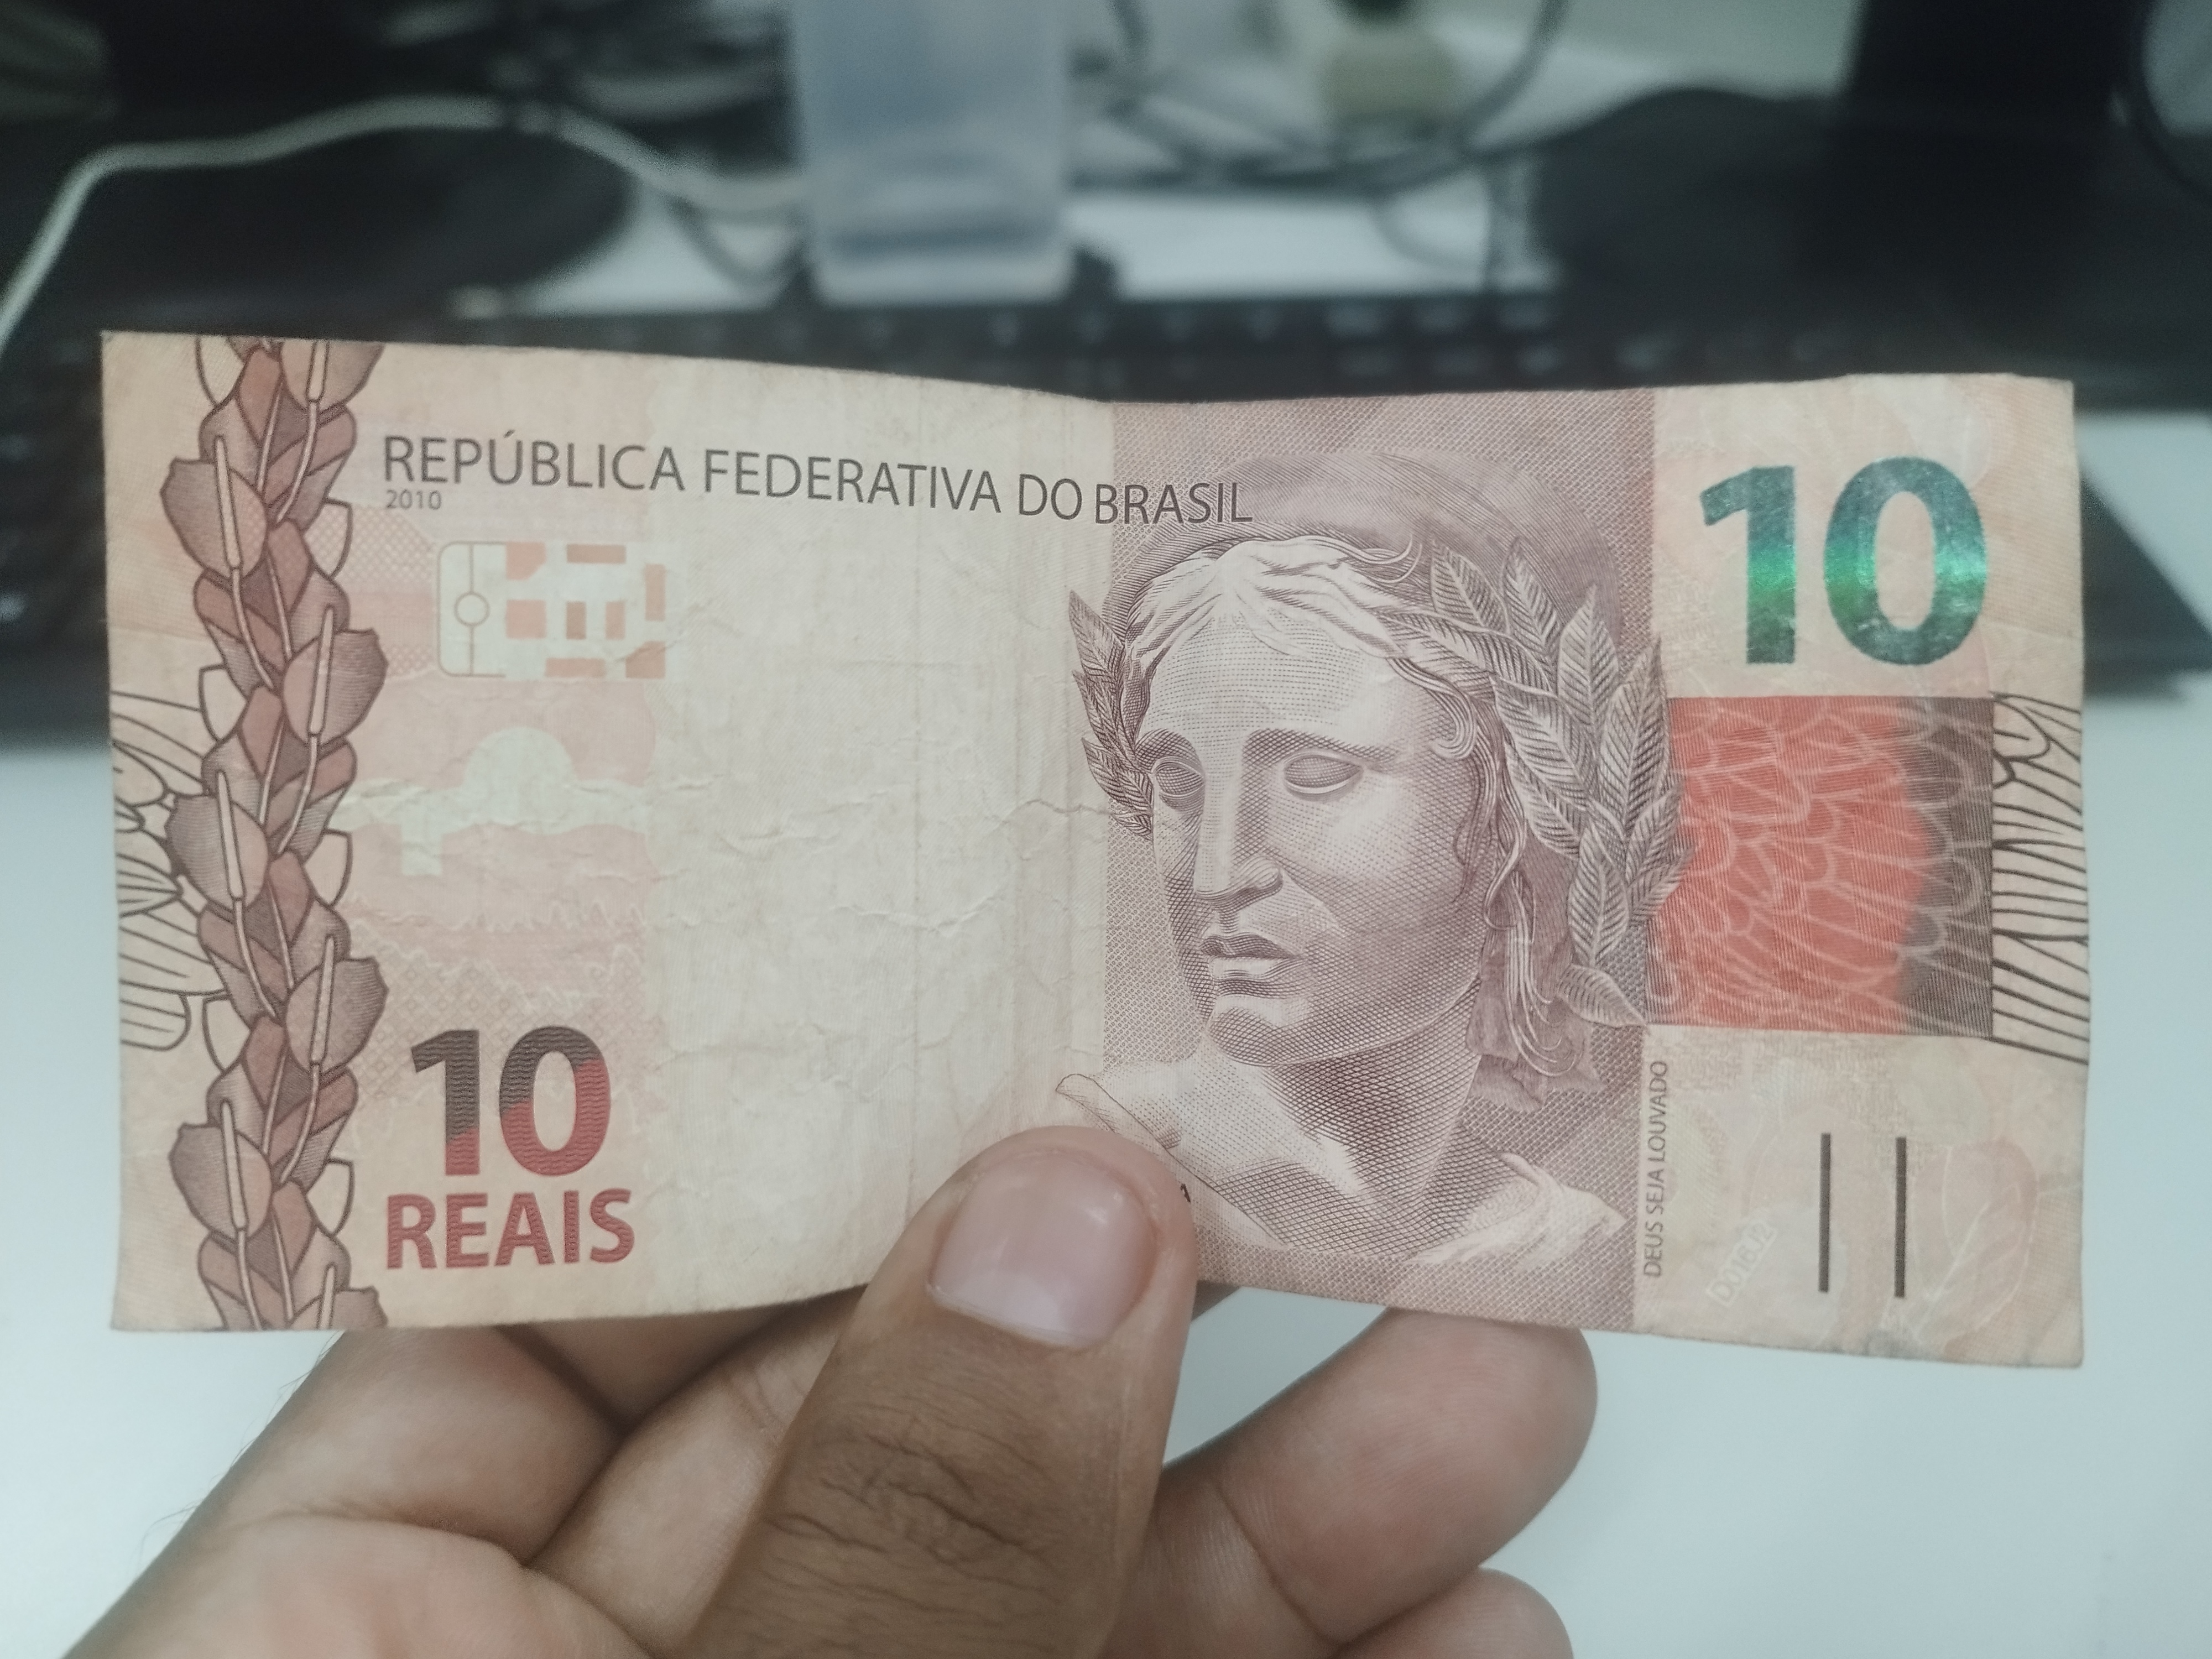 REPÚBLICA FEDERATIVA DO BRASIL
2010
10
10
REAIS
DEUS SEJA LOUVADO